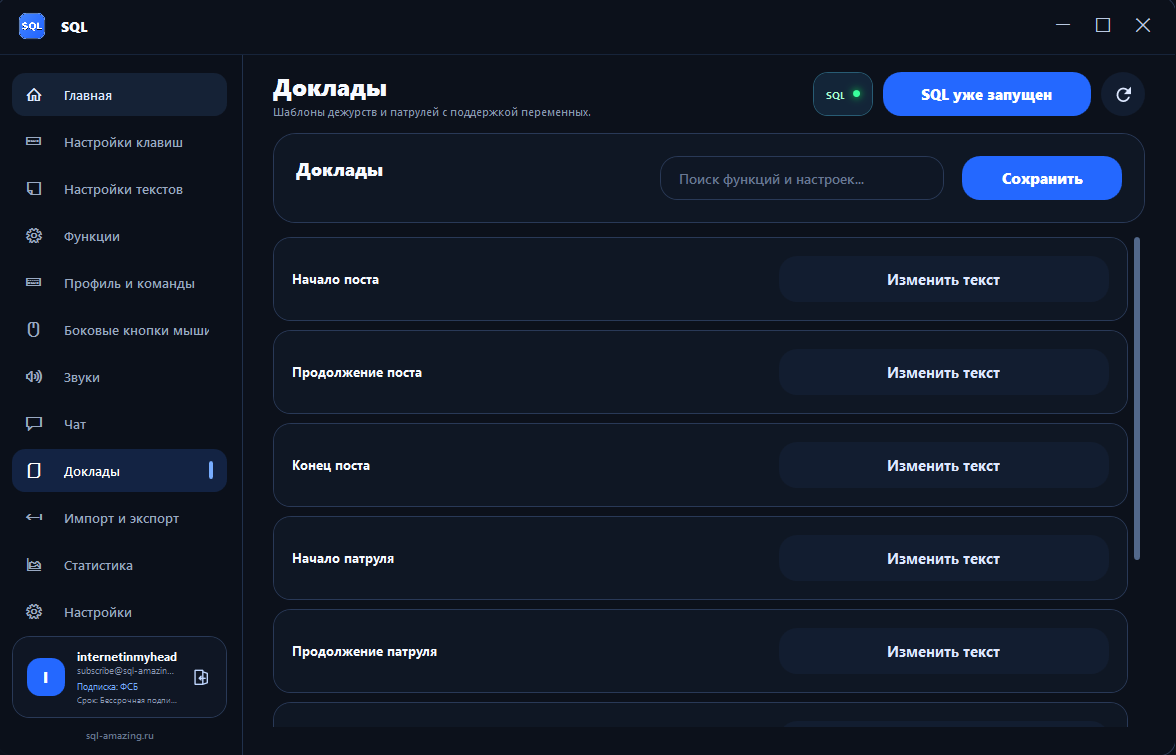 SQL
SQL
Главная
Настройки клавиш
Настройки текстов
Функции
Профиль и команды
Боковые кнопки мыши
Звуки
Чат
Доклады
Импорт и экспорт
Статистика
Настройки
I
internetinmyhead
subscribe@sql-amazin...
Подписка: ФСБ
Срок: Бессрочная подпи...
sql-amazing.ru
Доклады
Шаблоны дежурств и патрулей с поддержкой переменных.
SQL
SQL уже запущен
Доклады
Поиск функций и настроек...
Сохранить
Начало поста
Изменить текст
Продолжение поста
Изменить текст
Конец поста
Изменить текст
Начало патруля
Изменить текст
Продолжение патруля
Изменить текст